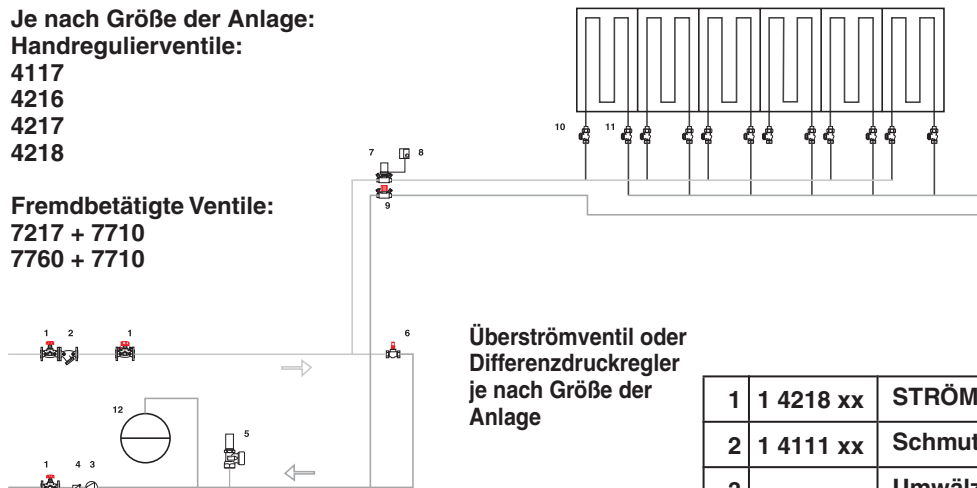 Je nach Größe der Anlage:
Handregulierventile:
4117
4216
4217
4218
Fremdbetätigte Ventile:
7217 + 7710
7760 + 7710
10
11
7
8
9
1
2
1
6
12
5
1
4
3
Überströmventil oder
Differenzdruckregler
je nach Größe der
Anlage
1 1 4218 xx STRÖM
2 1 4111 xx Schmut